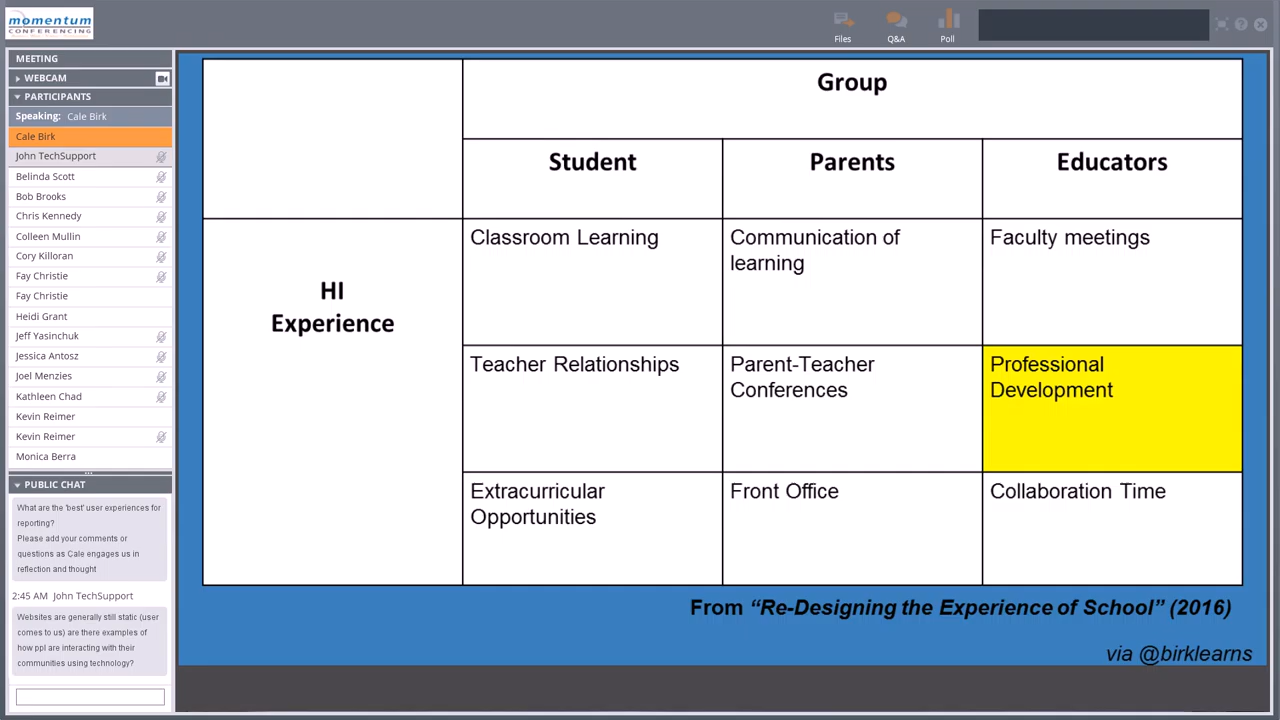 momentum
CONFERENCING
Files
Q&A
Poll
MEETING
WEBCAM
PARTICIPANTS
Speaking: Cale Birk
Cale Birk
John TechSupport
Belinda Scott
Bob Brooks
Chris Kennedy
Colleen Mullin
Cory Killoran
Fay Christie
Fay Christie
Heidi Grant
Jeff Yasinchuk
Jessica Antosz
Joel Menzies
Kathleen Chad
Kevin Reimer
Kevin Reimer
Monica Berra
PUBLIC CHAT
What are the 'best' user experiences for
reporting?
Please add your comments or
questions as Cale engages us in
reflection and thought
2:45 AM John TechSupport
Websites are generally still static (user
comes to us) are there examples of
how ppl are interacting with their
communities using technology?
Group
Student
Parents
Educators
HI
Experience
Classroom Learning
Communication of
learning
Faculty meetings
Teacher Relationships
Parent-Teacher
Conferences
Professional
Development
Extracurricular
Opportunities
Front Office
Collaboration Time
From “Re-Designing the Experience of School” (2016)
via @birklearns